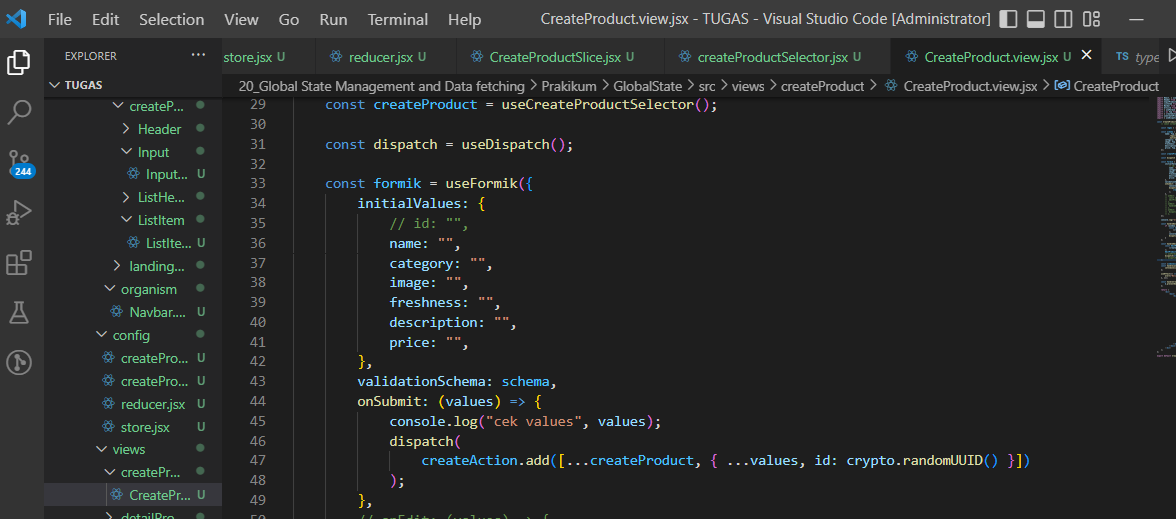 File Edit Selection View Go Run Terminal Help CreateProduct.view.jsx - TUGAS - Visual Studio Code [Administrator]
EXPLORER ···
store.jsx U reducer.jsx U CreateProductSlice.jsx U createProductSelector.jsx U CreateProduct.view.jsx U TS type
TUGAS
20_Global State Management and Data fetching > Prakikum > GlobalState > src > views > createProduct > CreateProduct.view.jsx > CreateProduct
createP...
Header
Input
Input... U
ListHe...
ListItem
ListIte... U
landing...
organism
Navbar.... U
config
createPro... U
createPro... U
reducer.jsx U
store.jsx U
views
createPr...
CreatePr... U
detailPro...
244
29 const createProduct = useCreateProductSelector();
30
31 const dispatch = useDispatch();
32
33 const formik = useFormik({
34 initialValues: {
35 // id: "",
36 name: "",
37 category: "",
38 image: "",
39 freshness: "",
40 description: "",
41 price: "",
42 },
43 validationSchema: schema,
44 onSubmit: (values) => {
45 console.log("cek values", values);
46 dispatch(
47 createAction.add([...createProduct, { ...values, id: crypto.randomUUID() }])
48 );
49 },
50 // onEdit: (values) => {